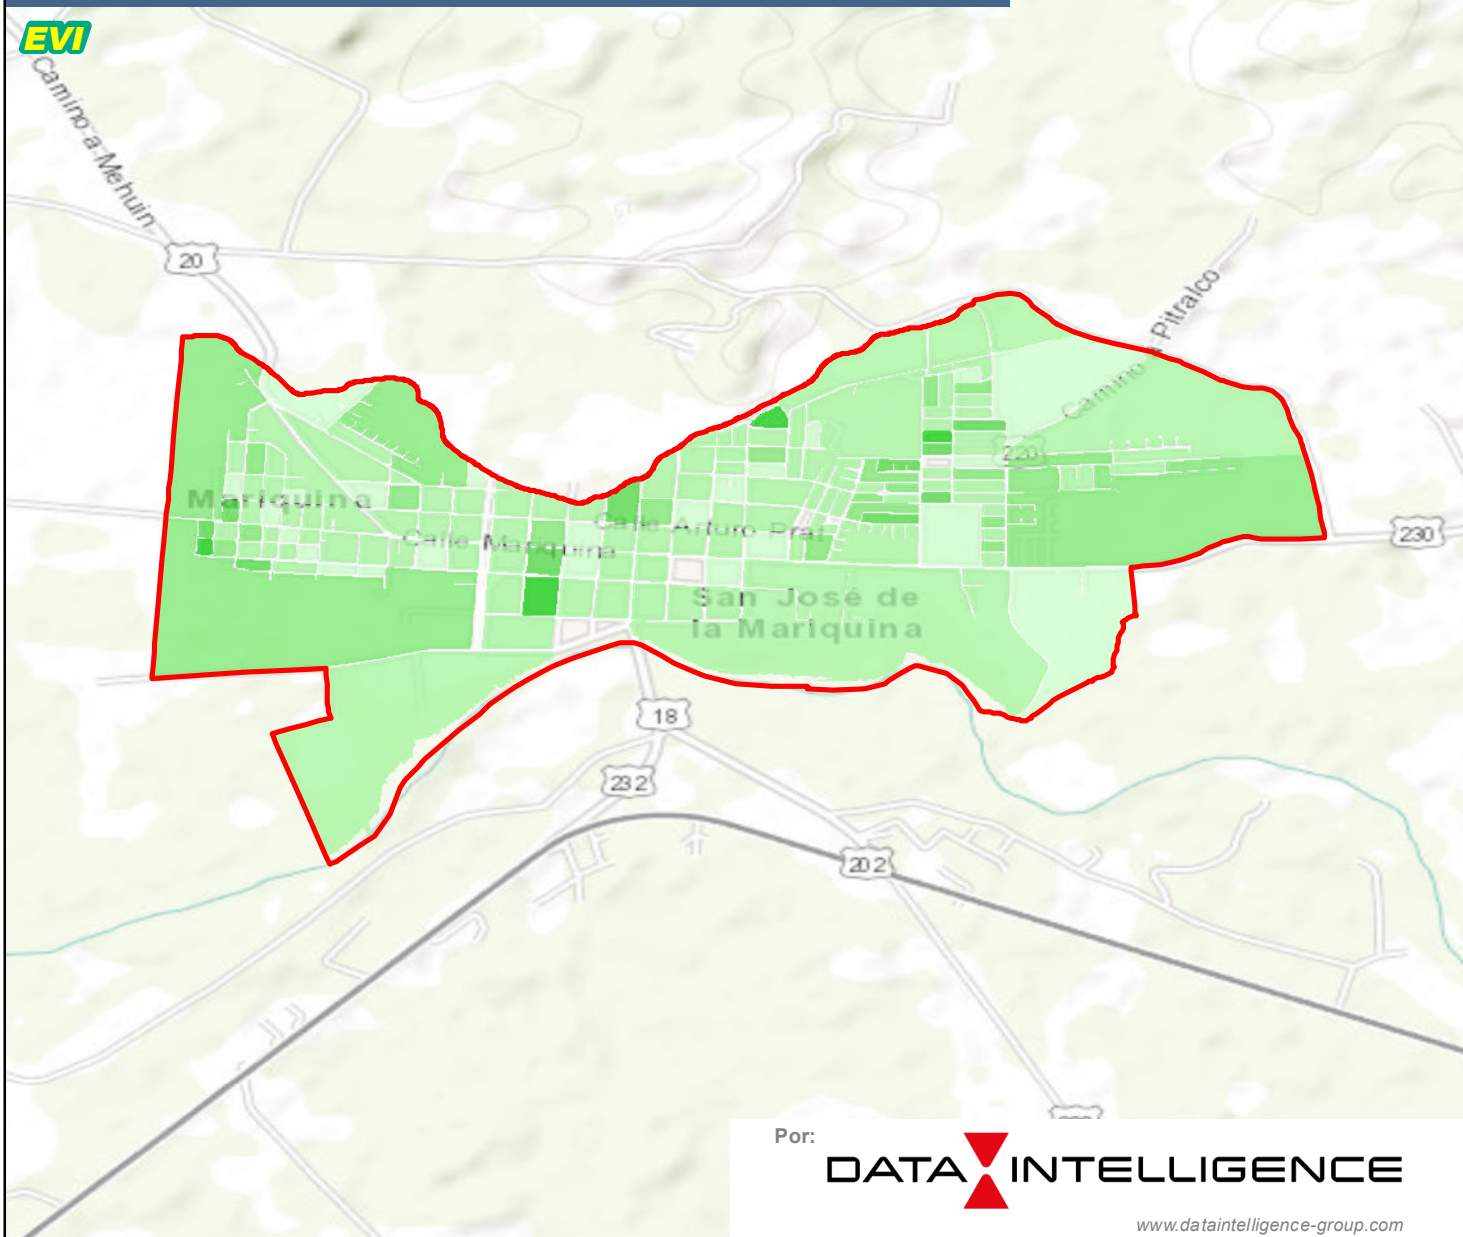 EVI
Camino a Mehuin
20
Camino a Pitralco
220
Mariquina
Calle Arturo Prat
Calle Mariquina
230
San José de
la Mariquina
18
232
202
Por:
DATA INTELLIGENCE
www.dataintelligence-group.com